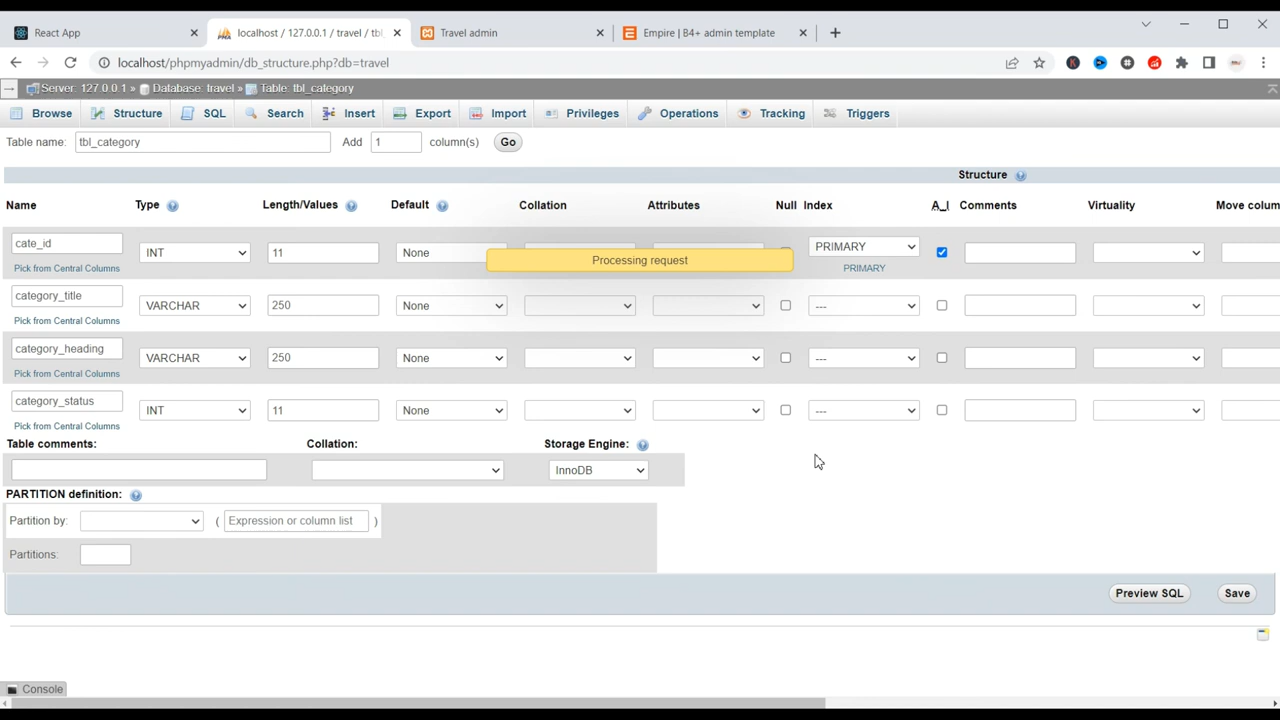 React App
localhost / 127.0.0.1 / travel / tbl_
Travel admin
Empire | B4+ admin template
localhost/phpmyadmin/db_structure.php?db=travel
Server: 127.0.0.1 » Database: travel » Table: tbl_category
Browse Structure SQL Search Insert Export Import Privileges Operations Tracking Triggers
Table name: tbl_category Add 1 column(s) Go
Structure
Name Type Length/Values Default Collation Attributes Null Index A_I Comments Virtuality Move colum
cate_id INT 11 None PRIMARY
Pick from Central Columns PRIMARY
Processing request
category_title VARCHAR 250 None ---
Pick from Central Columns
category_heading VARCHAR 250 None ---
Pick from Central Columns
category_status INT 11 None ---
Pick from Central Columns
Table comments: Collation: Storage Engine:
InnoDB
PARTITION definition:
Partition by: ( Expression or column list )
Partitions:
Preview SQL Save
Console